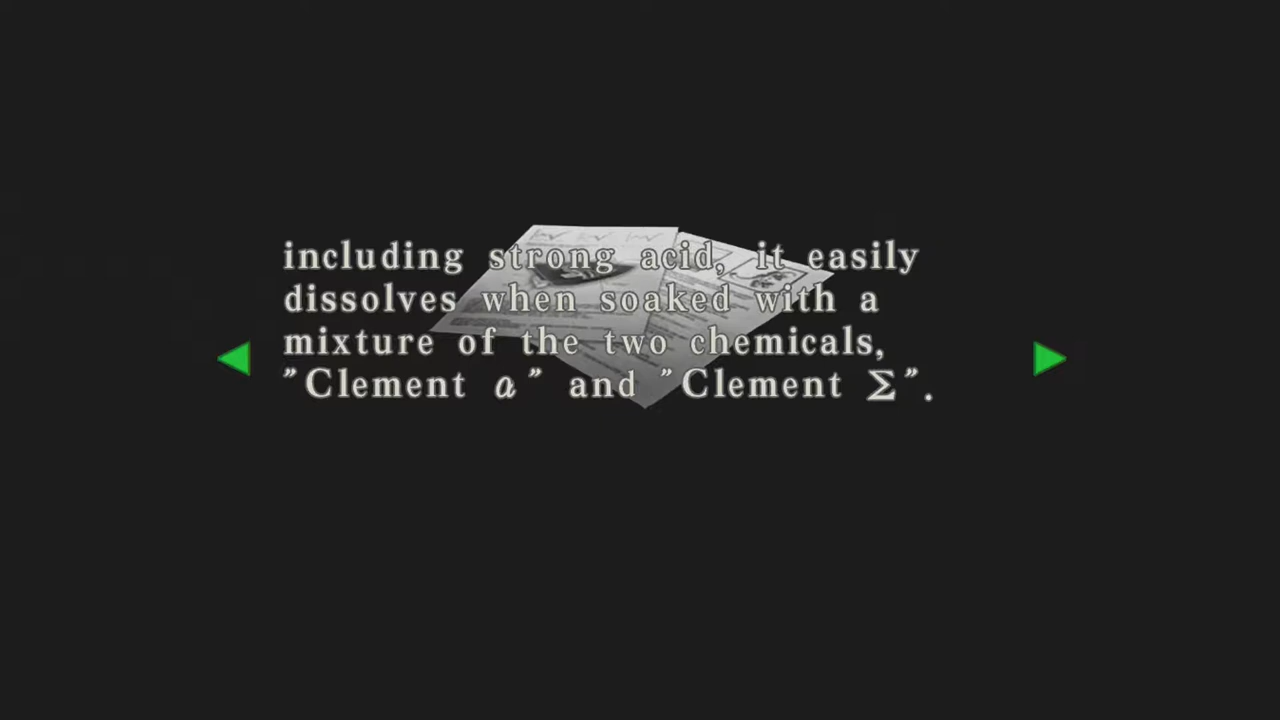 including strong acid, it easily
dissolves when soaked with a
mixture of the two chemicals,
"Clement α" and "Clement Σ".